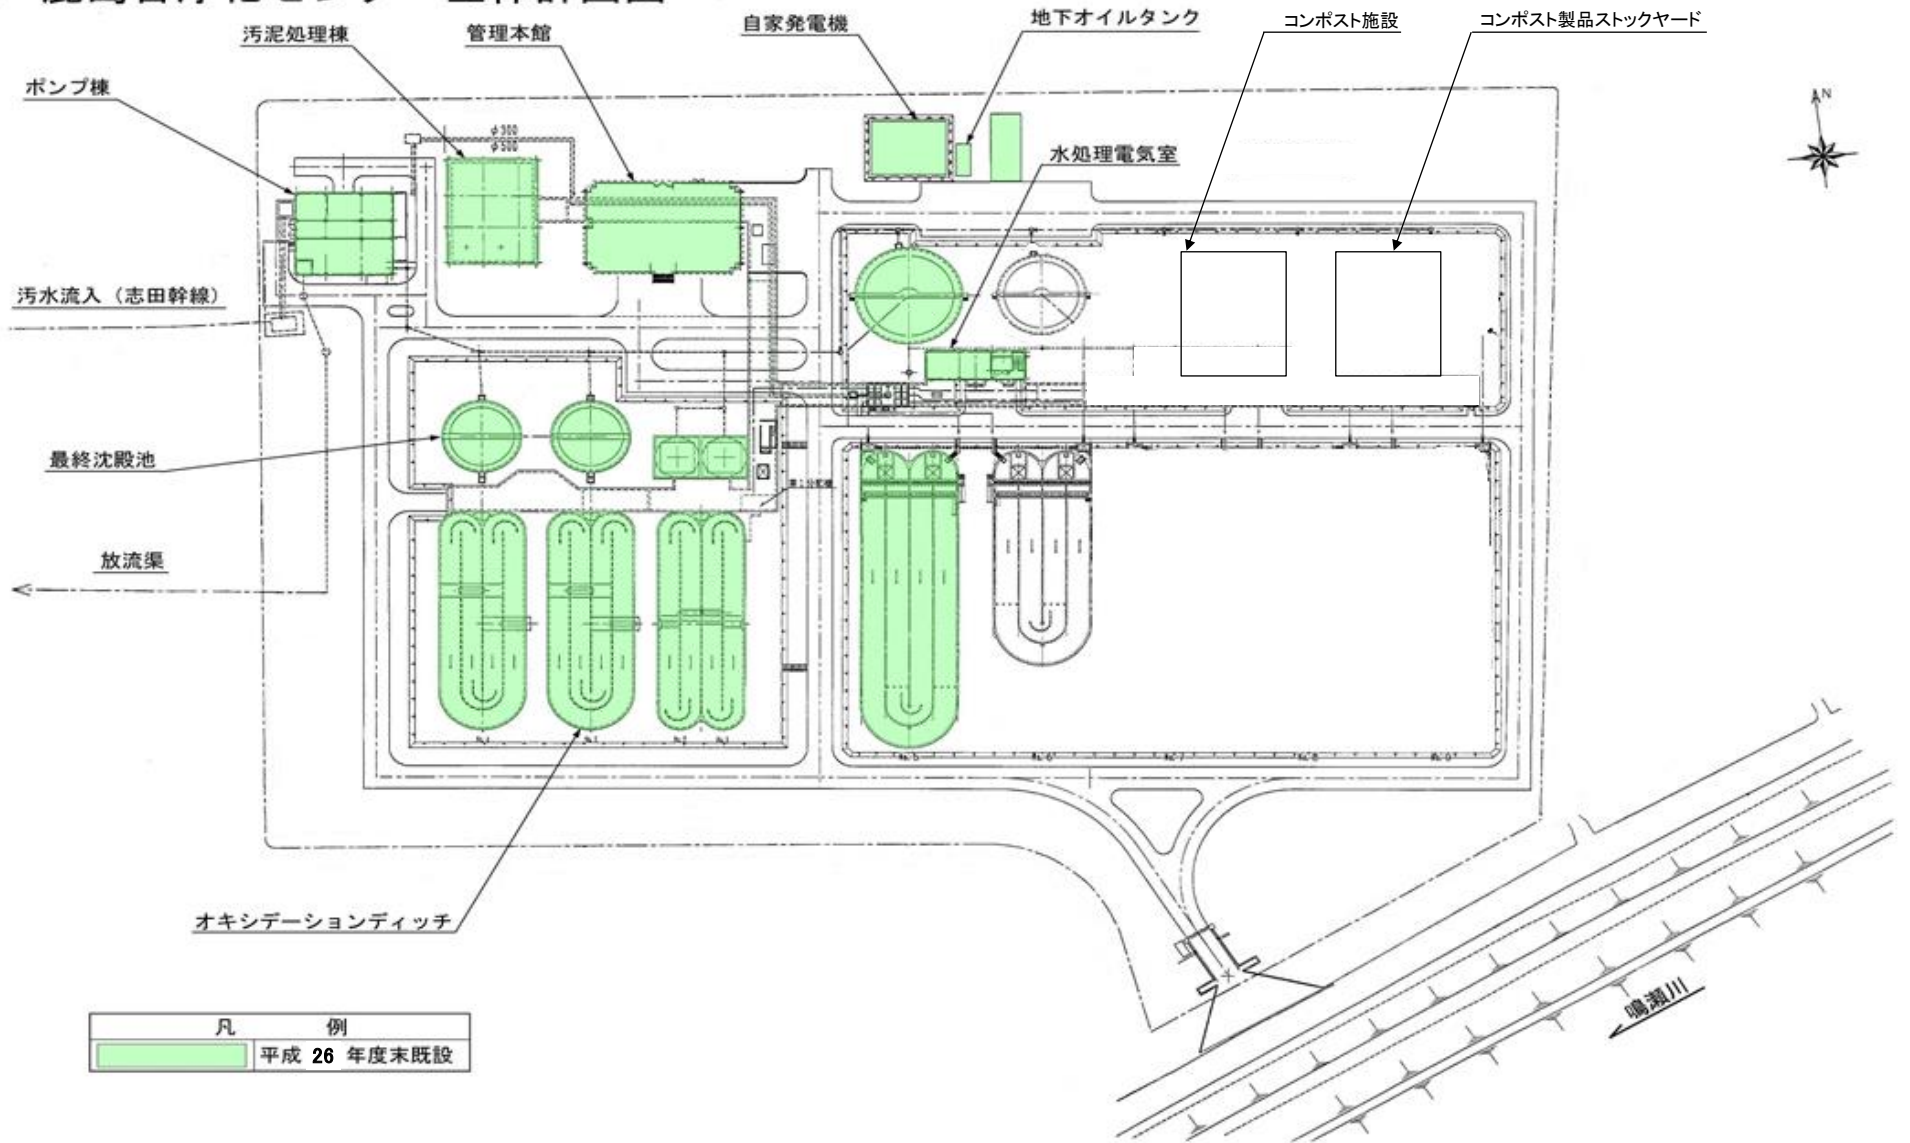 汚泥処理棟
管理本館
自家発電機
地下オイルタンク
コンポスト施設
コンポスト製品ストックヤード
ポンプ棟
N
φ300
φ500
水処理電気室
汚水流入（志田幹線）
最終沈殿池
放流渠
オキシデーションディッチ
鳴瀬川
凡 例
平成 26 年度末既設